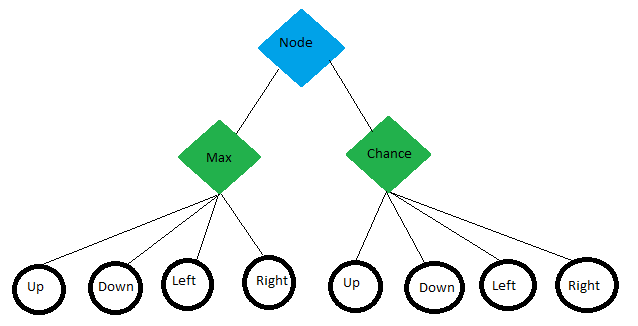 Node
Max
Chance
Up
Down
Left
Right
Up
Down
Left
Right